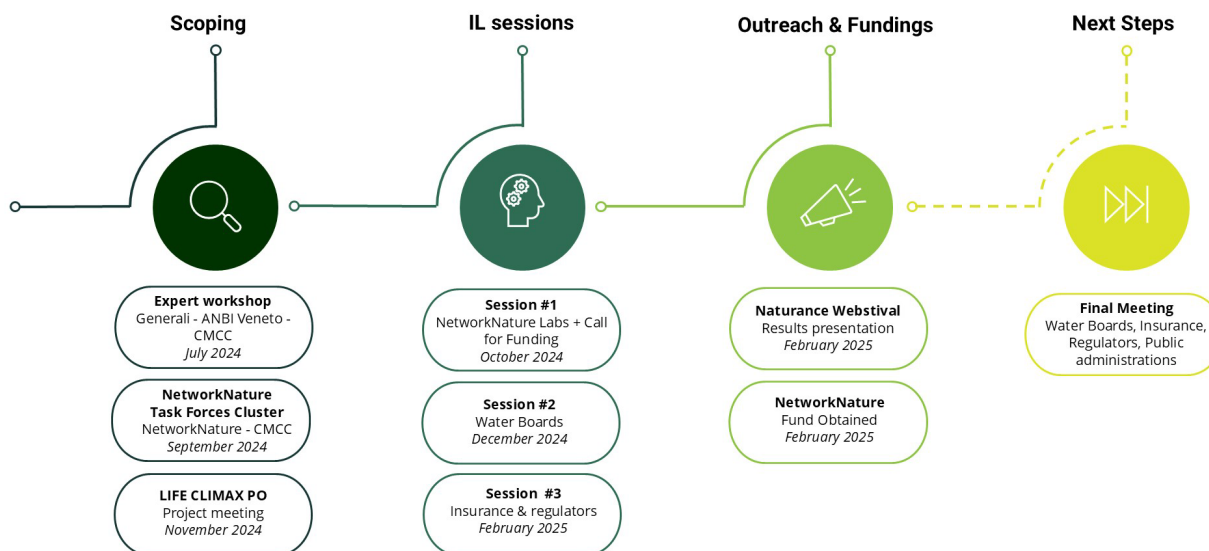 Scoping
IL sessions
Outreach & Fundings
Next Steps
Expert workshop
Generali - ANBI Veneto -
CMCC
July 2024
NetworkNature
Task Forces Cluster
NetworkNature - CMCC
September 2024
LIFE CLIMAX PO
Project meeting
November 2024
Session #1
NetworkNature Labs + Call
for Funding
October 2024
Session #2
Water Boards
December 2024
Session  #3
Insurance & regulators
February 2025
Naturance Webstival
Results presentation
February 2025
NetworkNature
Fund Obtained
February 2025
Final Meeting
Water Boards, Insurance,
Regulators, Public
administrations